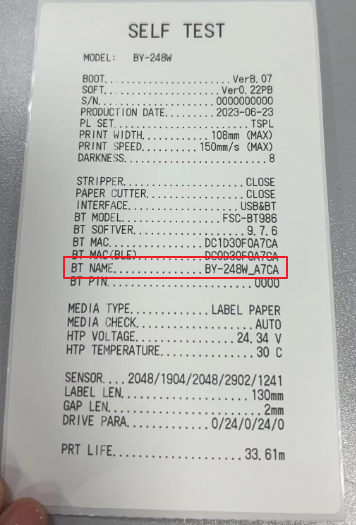 SELF TEST
MODEL: BY-248W
BOOT....................Ver8.07
SOFT....................Ver0.22PB
S/N.....................0000000000
PRODUCTION DATE.........2023-06-23
PL SET..................TSPL
PRINT WIDTH.............108mm (MAX)
PRINT SPEED.............150mm/s (MAX)
DARKNESS................8
STRIPPER................CLOSE
PAPER CUTTER............CLOSE
INTERFACE...............USB&BT
BT MODEL................FSC-BT986
BT SOFTVER..............9.7.6
BT MAC..................DC1D30F0A7CA
BT MAC(BLE).............DC0D30F0A7CA
BT NAME.................BY-248W_A7CA
BT PIN..................0000
MEDIA TYPE..............LABEL PAPER
MEDIA CHECK.............AUTO
HTP VOLTAGE.............24.34 V
HTP TEMPERATURE.........30 C
SENSOR....2048/1904/2048/2902/1241
LABEL LEN...............130mm
GAP LEN.................2mm
DRIVE PARA..............0/24/0/24/0
PRT LIFE................33.61m